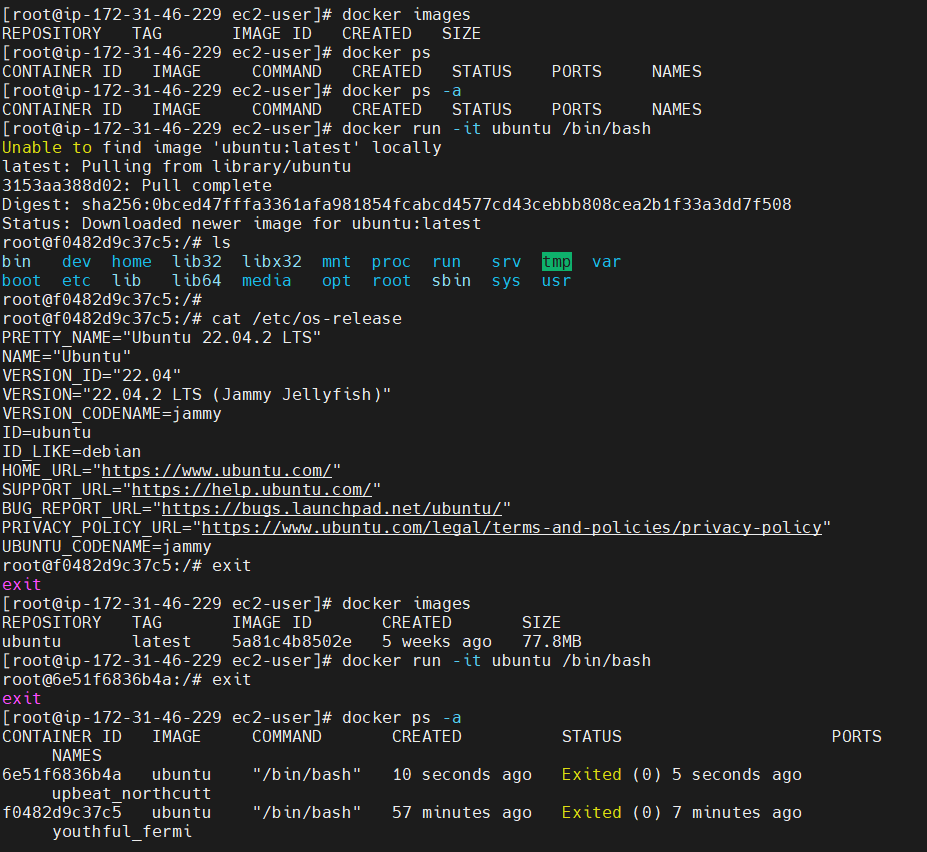 [root@ip-172-31-46-229 ec2-user]# docker images
REPOSITORY   TAG       IMAGE ID   CREATED   SIZE
[root@ip-172-31-46-229 ec2-user]# docker ps
CONTAINER ID   IMAGE     COMMAND   CREATED   STATUS    PORTS     NAMES
[root@ip-172-31-46-229 ec2-user]# docker ps -a
CONTAINER ID   IMAGE     COMMAND   CREATED   STATUS    PORTS     NAMES
[root@ip-172-31-46-229 ec2-user]# docker run -it ubuntu /bin/bash
Unable to find image 'ubuntu:latest' locally
latest: Pulling from library/ubuntu
3153aa388d02: Pull complete
Digest: sha256:0bced47fffa3361afa981854fcabcd4577cd43cebbb808cea2b1f33a3dd7f508
Status: Downloaded newer image for ubuntu:latest
root@f0482d9c37c5:/# ls
bin   dev  home  lib32  libx32  mnt  proc  run   srv  tmp  var
boot  etc  lib   lib64  media   opt  root  sbin  sys  usr
root@f0482d9c37c5:/#
root@f0482d9c37c5:/# cat /etc/os-release
PRETTY_NAME="Ubuntu 22.04.2 LTS"
NAME="Ubuntu"
VERSION_ID="22.04"
VERSION="22.04.2 LTS (Jammy Jellyfish)"
VERSION_CODENAME=jammy
ID=ubuntu
ID_LIKE=debian
HOME_URL="https://www.ubuntu.com/"
SUPPORT_URL="https://help.ubuntu.com/"
BUG_REPORT_URL="https://bugs.launchpad.net/ubuntu/"
PRIVACY_POLICY_URL="https://www.ubuntu.com/legal/terms-and-policies/privacy-policy"
UBUNTU_CODENAME=jammy
root@f0482d9c37c5:/# exit
exit
[root@ip-172-31-46-229 ec2-user]# docker images
REPOSITORY   TAG       IMAGE ID       CREATED       SIZE
ubuntu       latest    5a81c4b8502e   5 weeks ago   77.8MB
[root@ip-172-31-46-229 ec2-user]# docker run -it ubuntu /bin/bash
root@6e51f6836b4a:/# exit
exit
[root@ip-172-31-46-229 ec2-user]# docker ps -a
CONTAINER ID   IMAGE     COMMAND       CREATED          STATUS                     PORTS
     NAMES
6e51f6836b4a   ubuntu    "/bin/bash"   10 seconds ago   Exited (0) 5 seconds ago
     upbeat_northcutt
f0482d9c37c5   ubuntu    "/bin/bash"   57 minutes ago   Exited (0) 7 minutes ago
     youthful_fermi